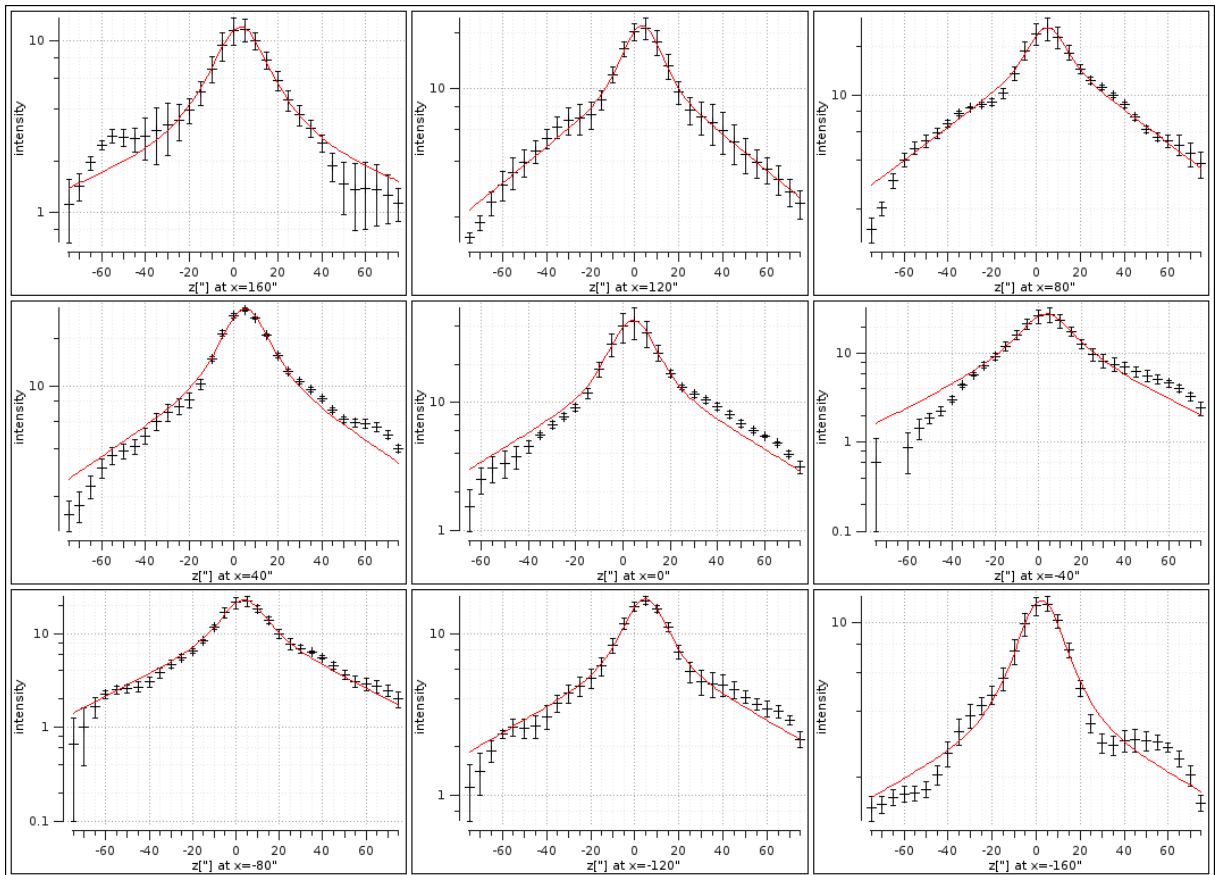 10
1
intensity
-60 -40 -20 0 20 40 60
z["] at x=160"
10
intensity
-60 -40 -20 0 20 40 60
z["] at x=120"
10
intensity
-60 -40 -20 0 20 40 60
z["] at x=80"
10
intensity
-60 -40 -20 0 20 40 60
z["] at x=40"
10
1
intensity
-60 -40 -20 0 20 40 60
z["] at x=0"
10
1
0.1
intensity
-60 -40 -20 0 20 40 60
z["] at x=-40"
10
1
0.1
intensity
-60 -40 -20 0 20 40 60
z["] at x=-80"
10
1
intensity
-60 -40 -20 0 20 40 60
z["] at x=-120"
10
intensity
-60 -40 -20 0 20 40 60
z["] at x=-160"